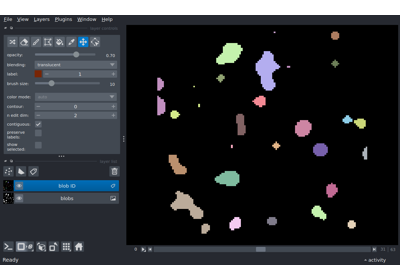 File View Layers Plugins Window Help
opacity: 0.70
blending: translucent
label: 1
brush size: 10
color mode:
contour: 0
n edit dim: 2
contiguous:
preserve
labels:
show
selected:
blob ID
blobs
Ready
activity